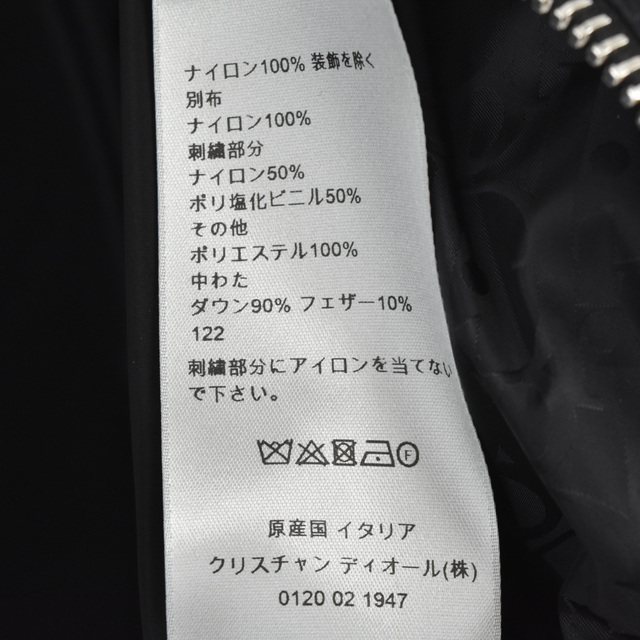 ナイロン100% 装飾を除く
別布
ナイロン100%
刺繍部分
ナイロン50%
ポリ塩化ビニル50%
その他
ポリエステル100%
中わた
ダウン90% フェザー10%
122
刺繍部分にアイロンを当てない
で下さい。
F
原産国 イタリア
クリスチャン ディオール(株)
0120 02 1947